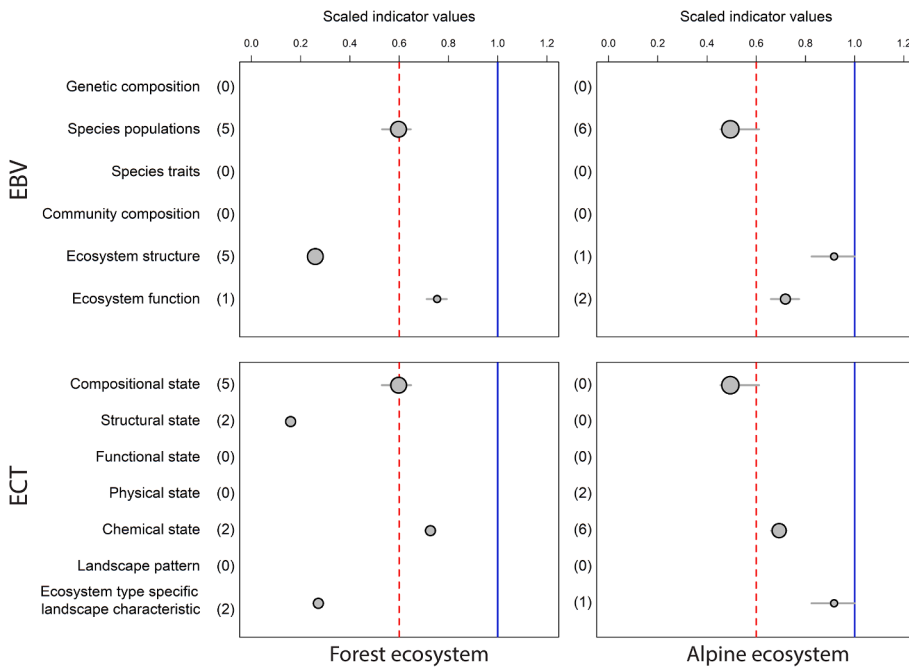 Scaled indicator values Scaled indicator values
0.0 0.2 0.4 0.6 0.8 1.0 1.2 0.0 0.2 0.4 0.6 0.8 1.0 1.2
EBV
Genetic composition (0) (0)
Species populations (5) (6)
Species traits (0) (0)
Community composition (0) (0)
Ecosystem structure (5) (1)
Ecosystem function (1) (2)
ECT
Compositional state (5) (0)
Structural state (2) (0)
Functional state (0) (0)
Physical state (0) (2)
Chemical state (2) (6)
Landscape pattern (0) (0)
Ecosystem type specific
landscape characteristic (2) (1)
Forest ecosystem Alpine ecosystem